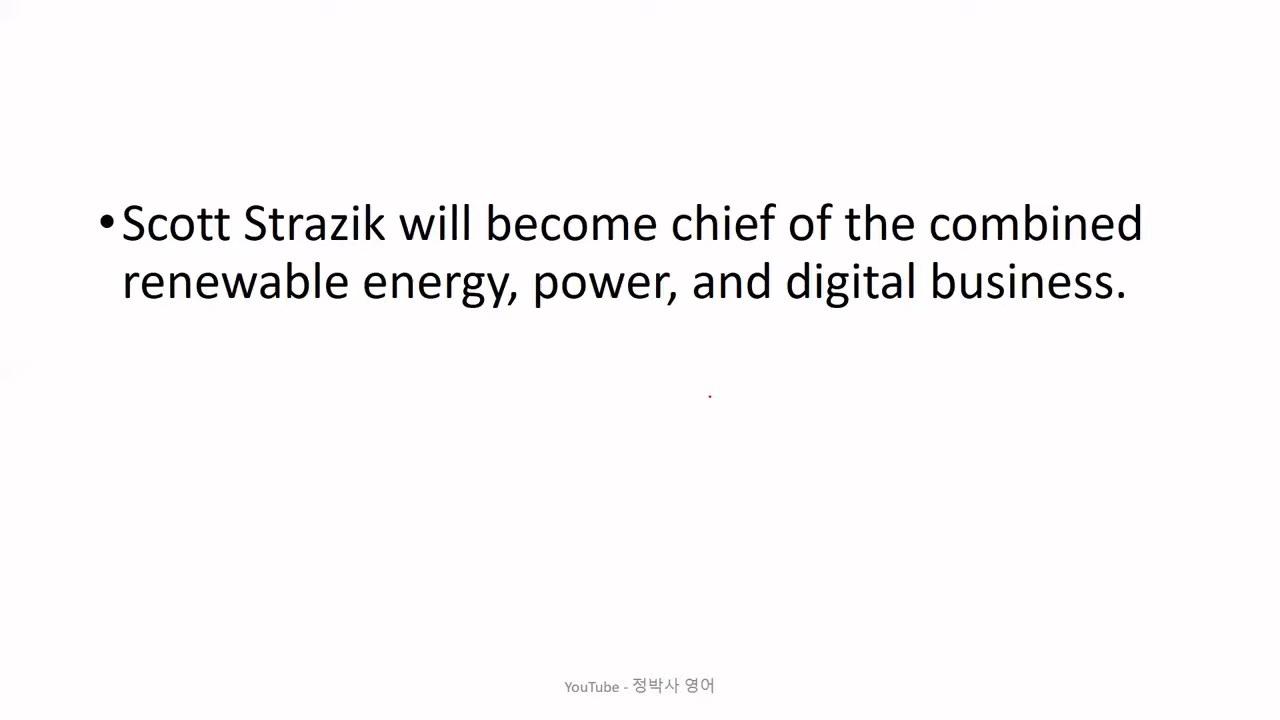 •Scott Strazik will become chief of the combined
renewable energy, power, and digital business.
YouTube - 정박사 영어